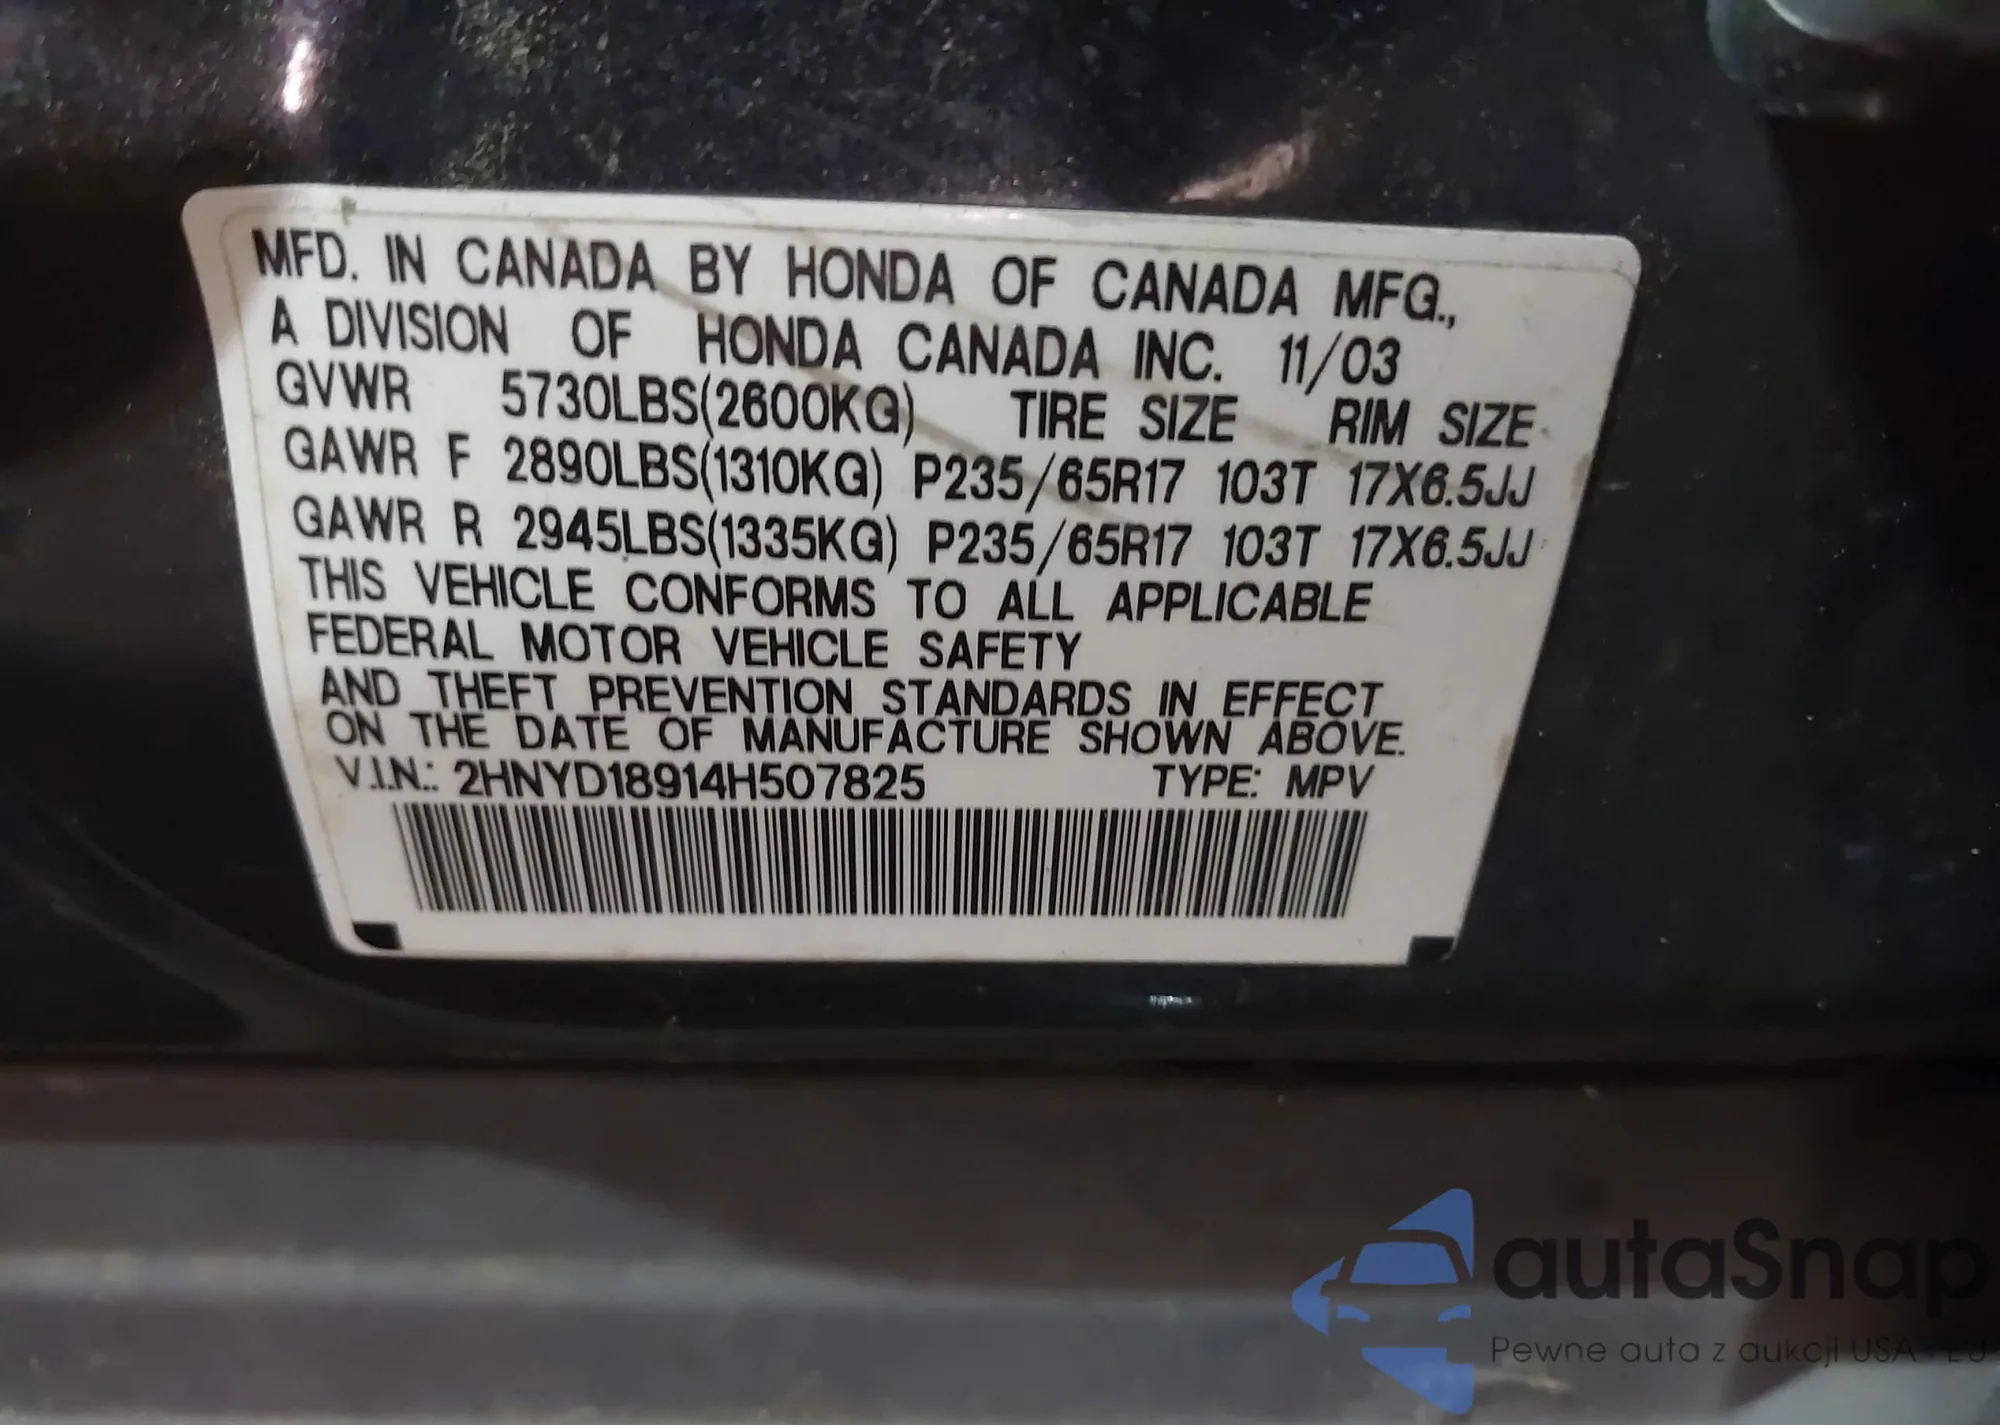 MFD. IN CANADA BY HONDA OF CANADA MFG.,
A DIVISION OF HONDA CANADA INC. 11/03
GVWR 5730LBS(2600KG) TIRE SIZE RIM SIZE
GAWR F 2890LBS(1310KG) P235/65R17 103T 17X6.5JJ
GAWR R 2945LBS(1335KG) P235/65R17 103T 17X6.5JJ
THIS VEHICLE CONFORMS TO ALL APPLICABLE
FEDERAL MOTOR VEHICLE SAFETY
AND THEFT PREVENTION STANDARDS IN EFFECT
ON THE DATE OF MANUFACTURE SHOWN ABOVE.
V.I.N.: 2HNYD18914H507825 TYPE: MPV
autaSnap
Pewne auta z aukcji USA i EU